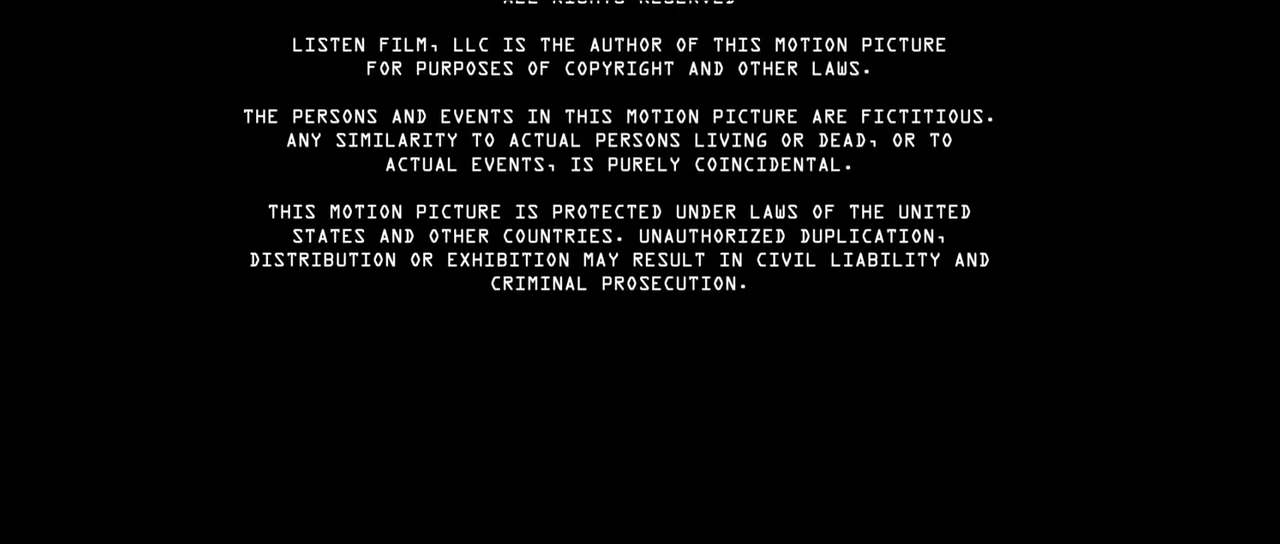 ALL RIGHTS RESERVED
LISTEN FILM, LLC IS THE AUTHOR OF THIS MOTION PICTURE
FOR PURPOSES OF COPYRIGHT AND OTHER LAWS.
THE PERSONS AND EVENTS IN THIS MOTION PICTURE ARE FICTITIOUS.
ANY SIMILARITY TO ACTUAL PERSONS LIVING OR DEAD, OR TO
ACTUAL EVENTS, IS PURELY COINCIDENTAL.
THIS MOTION PICTURE IS PROTECTED UNDER LAWS OF THE UNITED
STATES AND OTHER COUNTRIES. UNAUTHORIZED DUPLICATION,
DISTRIBUTION OR EXHIBITION MAY RESULT IN CIVIL LIABILITY AND
CRIMINAL PROSECUTION.